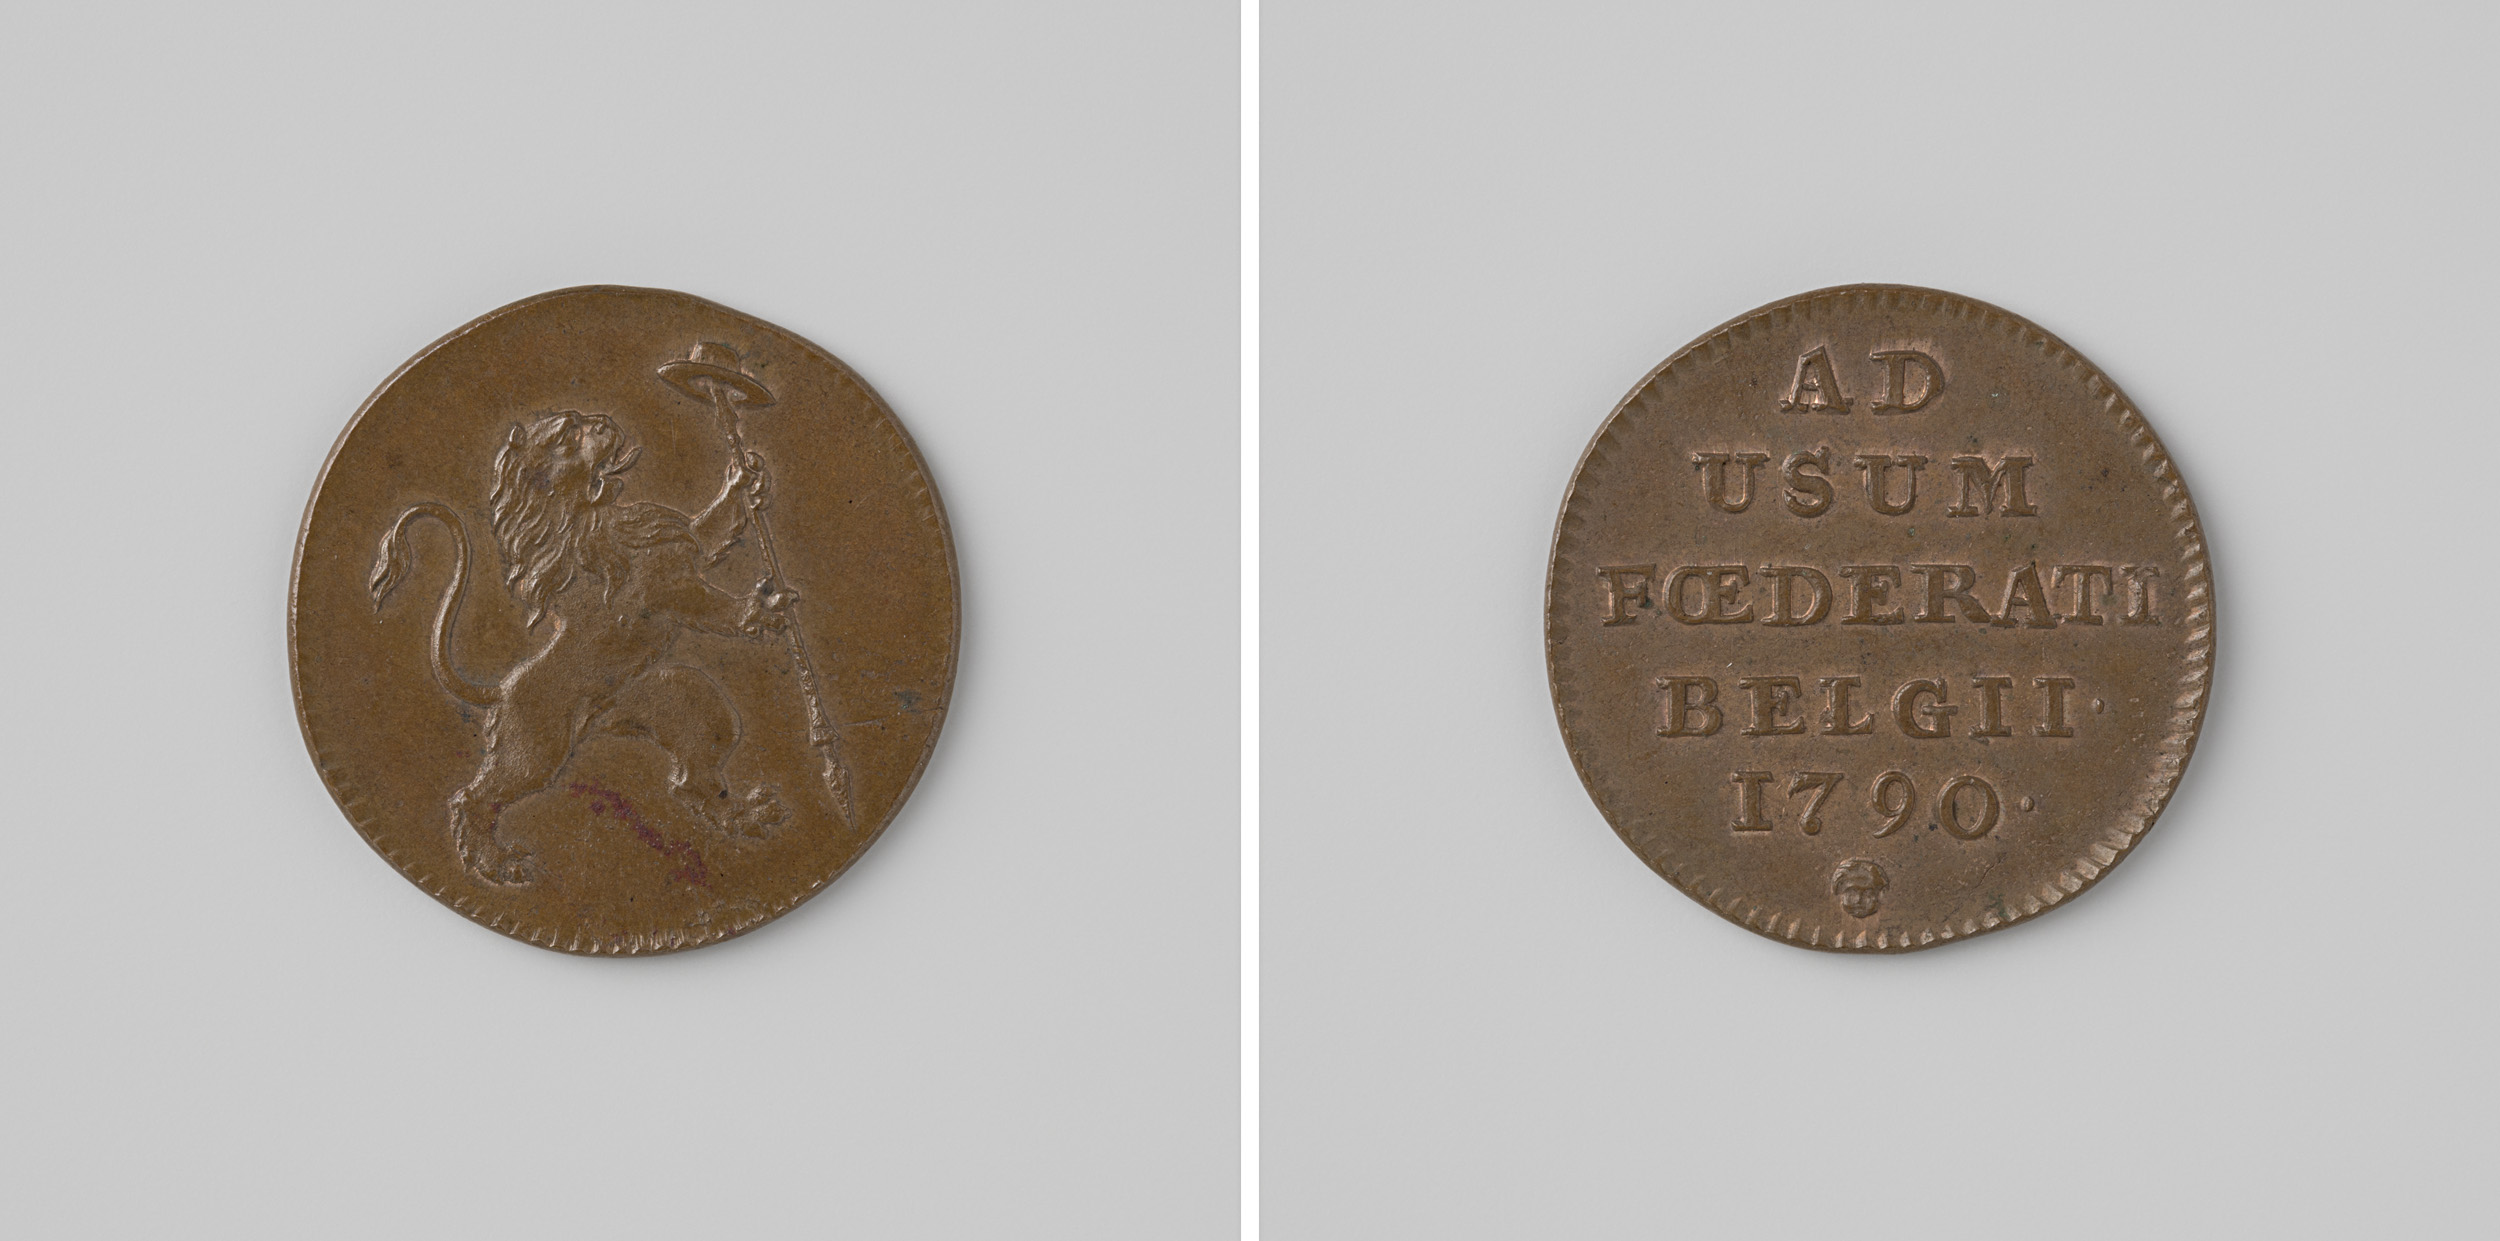 AD
USUM
FŒDERATI
BELGII·
1790·